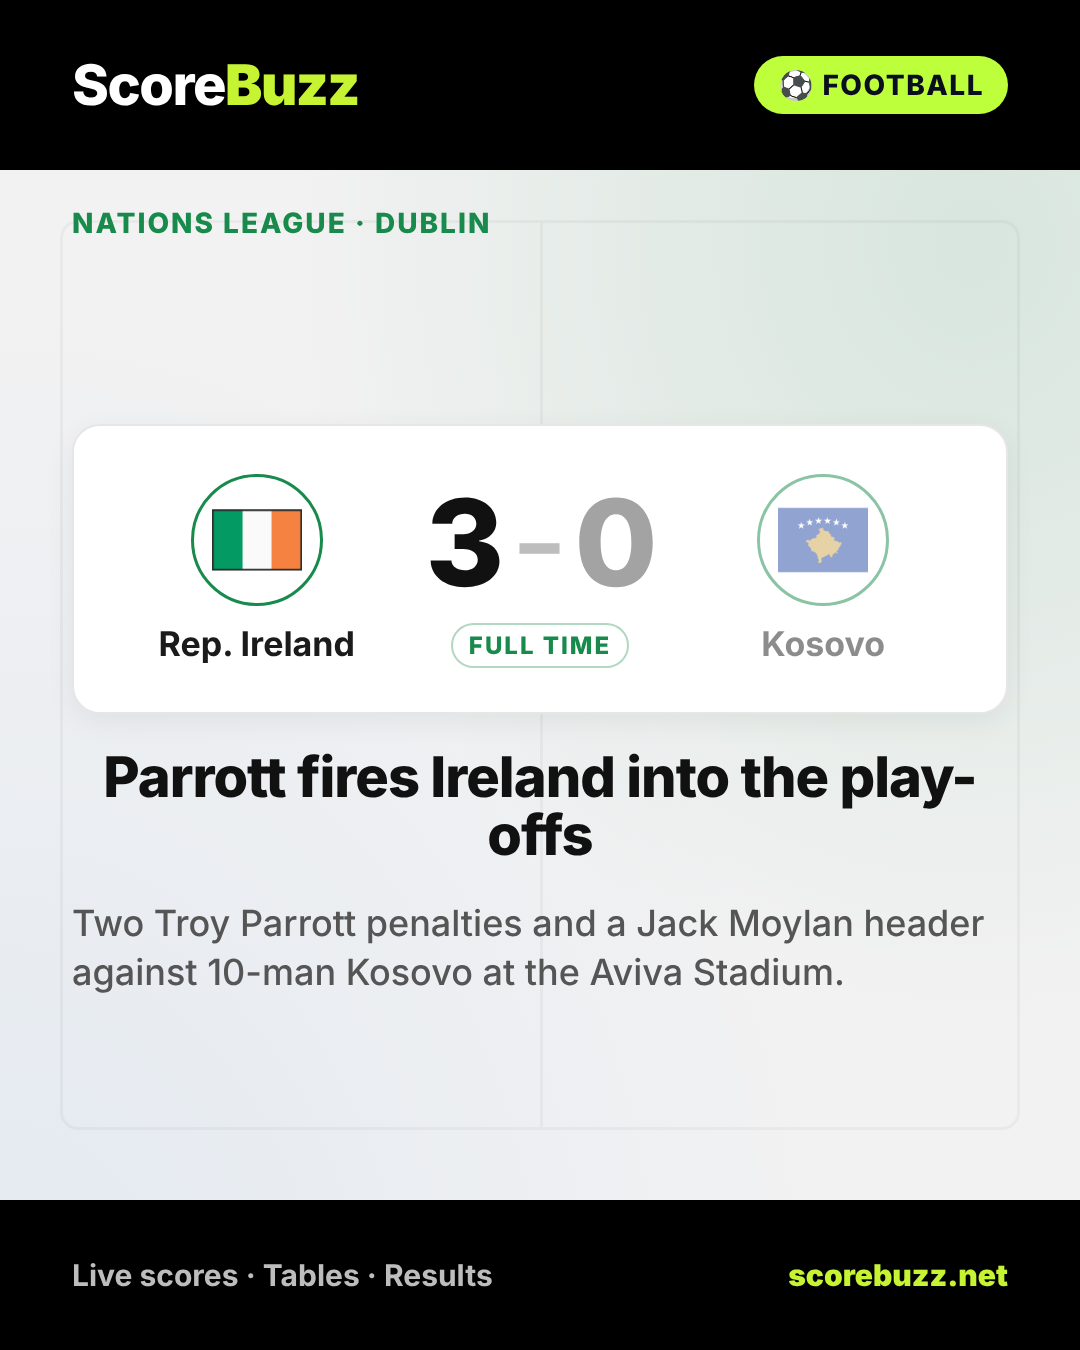 ScoreBuzz
⚽ FOOTBALL
NATIONS LEAGUE · DUBLIN
3 – 0
Rep. Ireland
FULL TIME
Kosovo
Parrott fires Ireland into the play-
offs
Two Troy Parrott penalties and a Jack Moylan header
against 10-man Kosovo at the Aviva Stadium.
Live scores · Tables · Results
scorebuzz.net